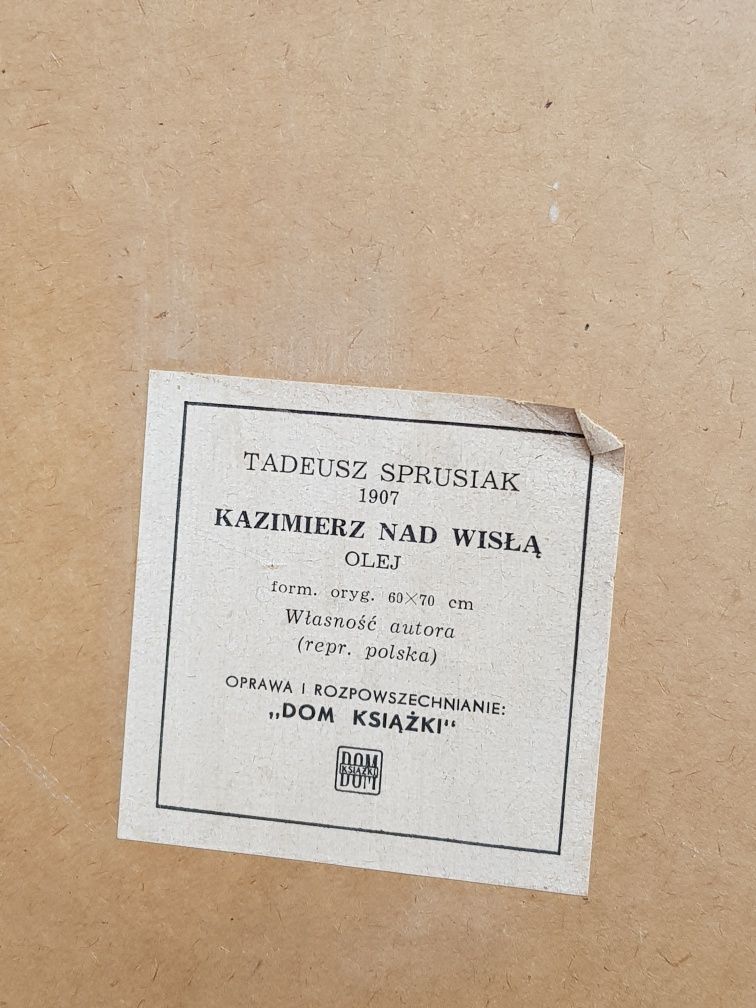 TADEUSZ SPRUSIAK
1907
KAZIMIERZ NAD WISŁĄ
OLEJ
form. oryg. 60×70 cm
Własność autora
(repr. polska)
OPRAWA I ROZPOWSZECHNIANIE:
„DOM KSIĄŻKI“
DOM
KSIĄŻKI
DOM